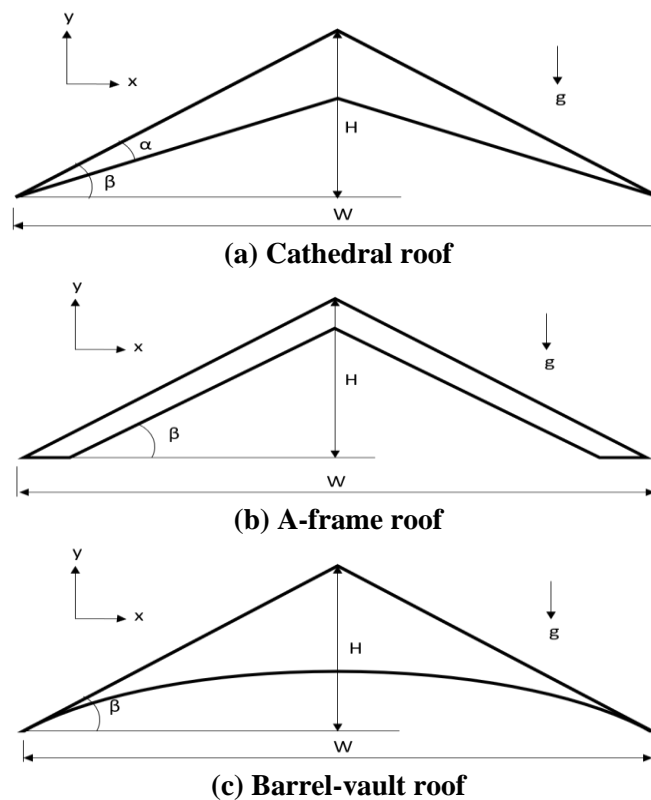 y
x
g
H
α
β
W
(a) Cathedral roof
y
x
g
H
β
W
(b) A-frame roof
y
x
g
H
β
W
(c) Barrel-vault roof